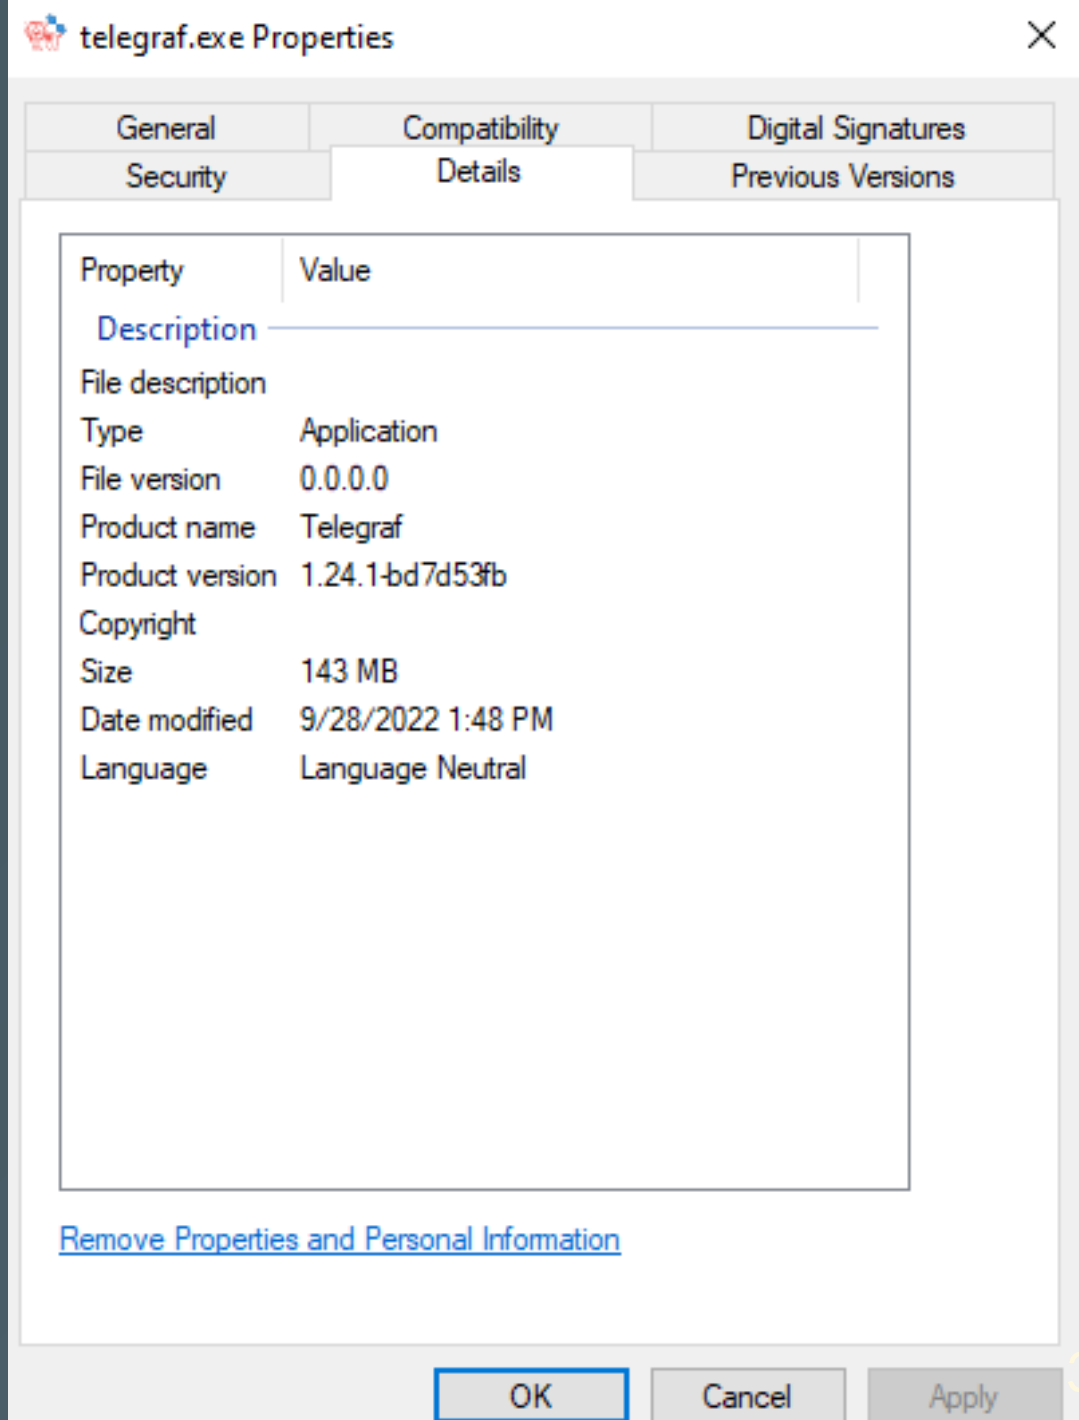 telegraf.exe Properties
General Compatibility Digital Signatures
Security Details Previous Versions
Property Value
Description
File description
Type Application
File version 0.0.0.0
Product name Telegraf
Product version 1.24.1-bd7d53fb
Copyright
Size 143 MB
Date modified 9/28/2022 1:48 PM
Language Language Neutral
Remove Properties and Personal Information
OK Cancel Apply